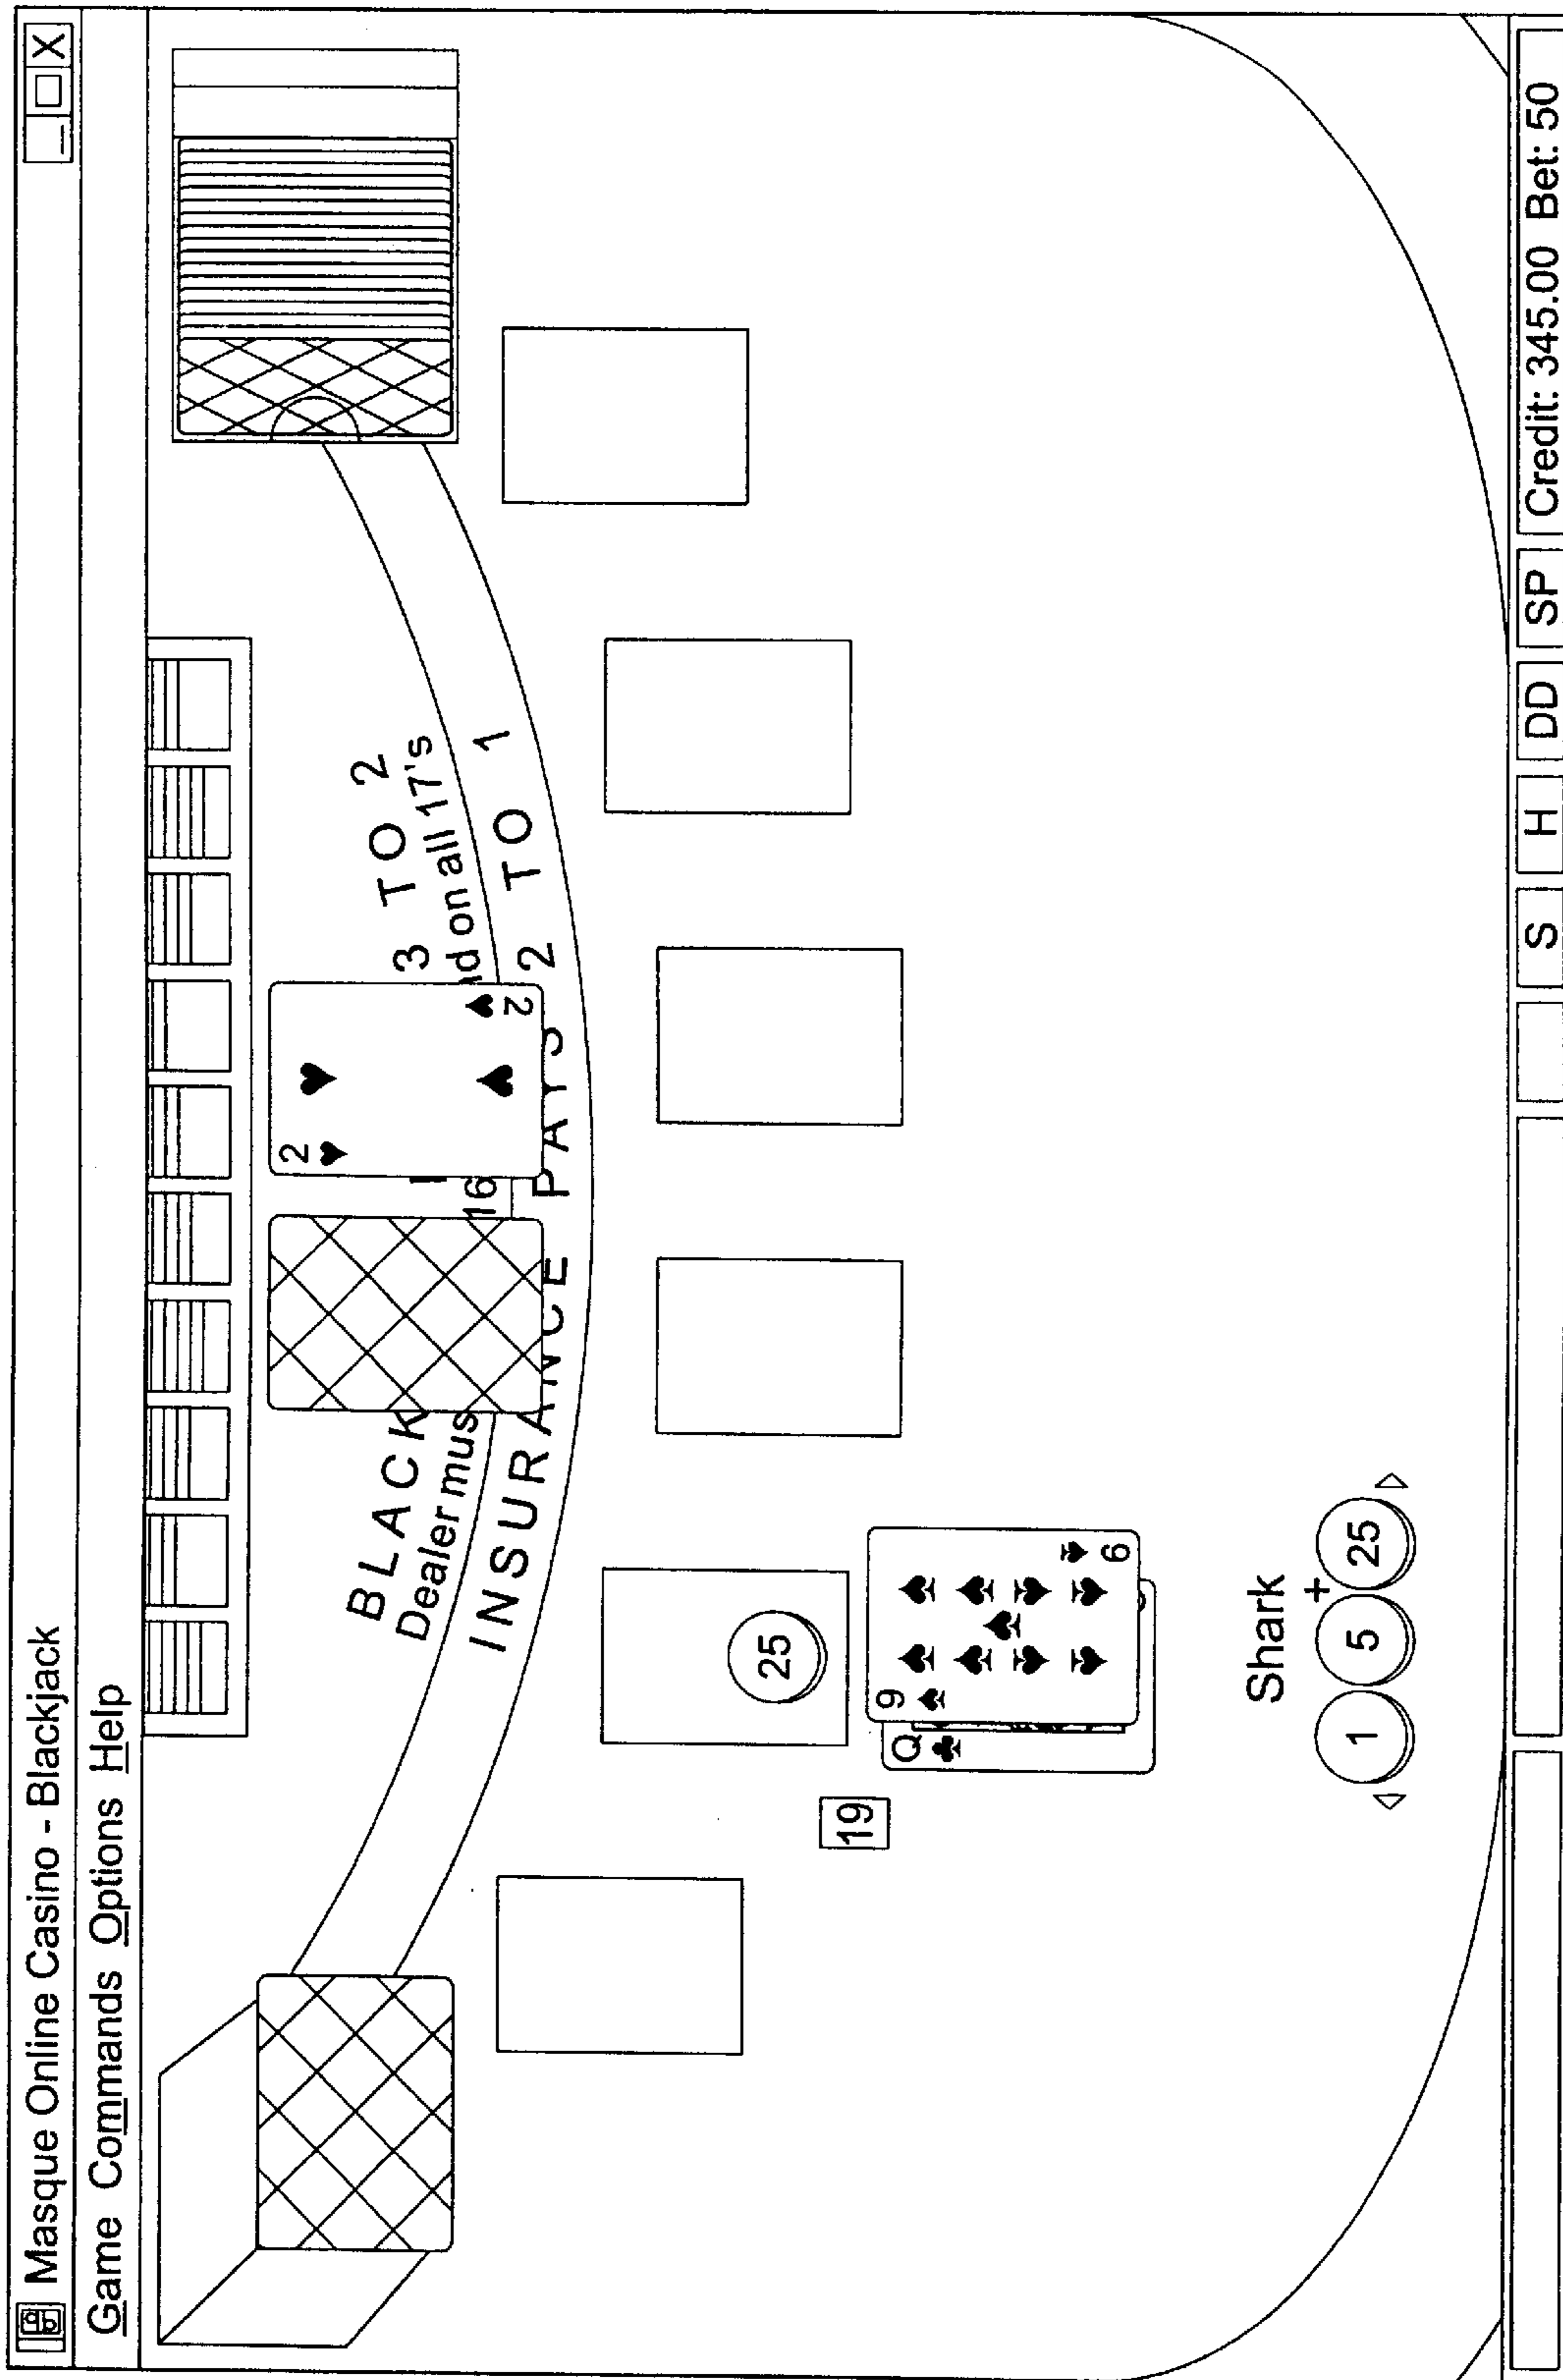 Masque Online Casino - Blackjack
_ X
Game Commands Options Help
BLACK 3 TO 2
Dealer mus 16 nd on all 17's
INSURANCE PAYS 2 TO 1
2
2
25
19
Q
9
9
Shark
1 5 + 25
S H DD SP Credit: 345.00 Bet: 50